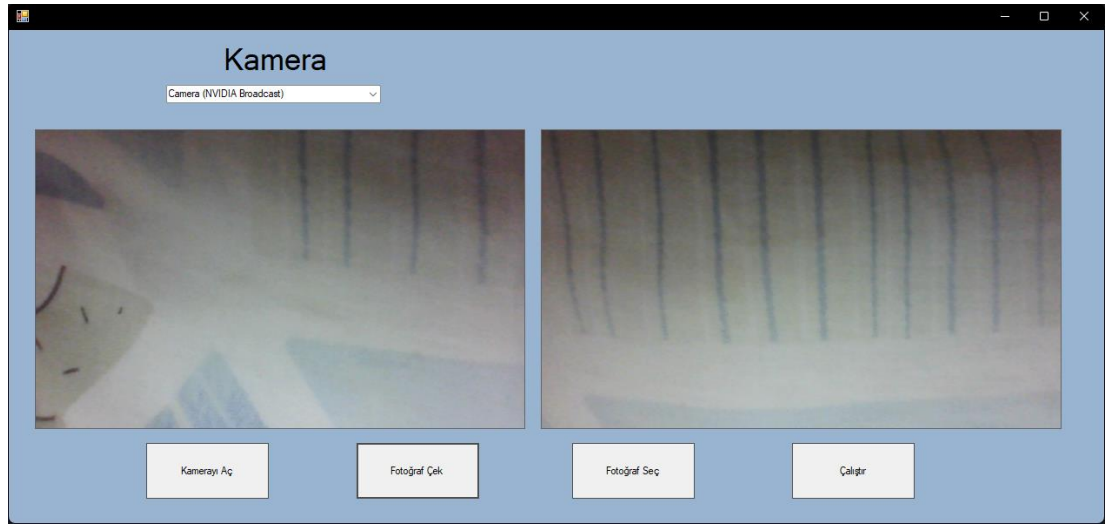 Kamera
Camera (NVIDIA Broadcast)
Kamerayı Aç
Fotoğraf Çek
Fotoğraf Seç
Çalıştır